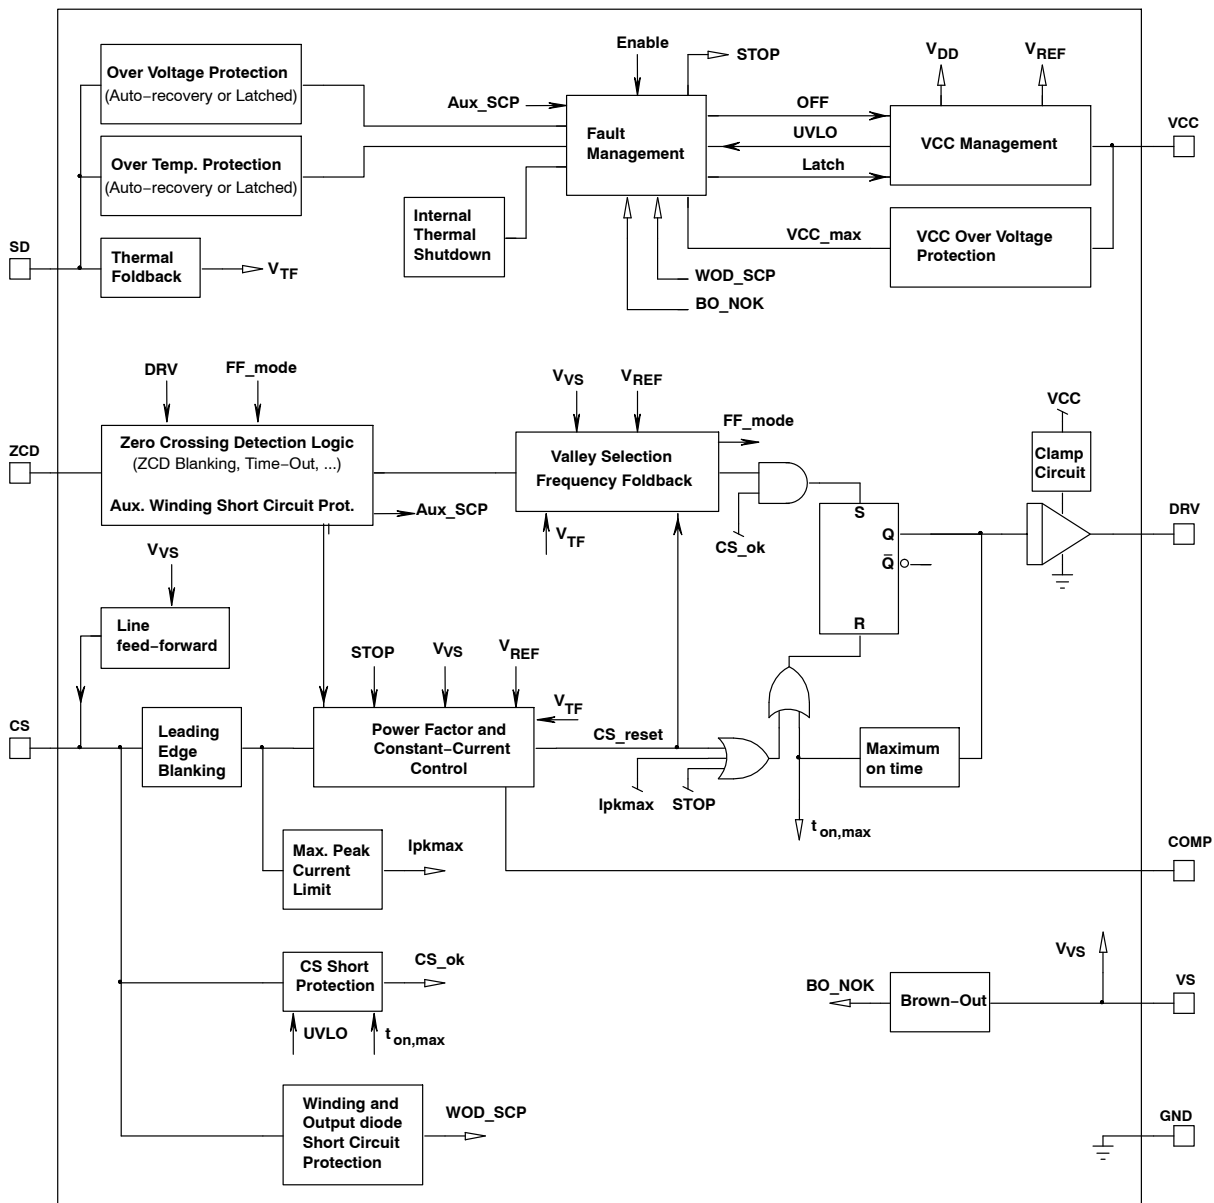 Enable
STOP
VDD
VREF
Over Voltage Protection
(Auto−recovery or Latched)
Aux_SCP
OFF
VCC
Fault
Management
UVLO
VCC Management
Over Temp. Protection
(Auto−recovery or Latched)
Latch
Internal
Thermal
Shutdown
VCC_max
VCC Over Voltage
Protection
SD
Thermal
Foldback
VTF
WOD_SCP
BO_NOK
DRV
FF_mode
VVS
VREF
VCC
FF_mode
ZCD
Zero Crossing Detection Logic
(ZCD Blanking, Time−Out, ...)
Aux. Winding Short Circuit Prot.
Valley Selection
Frequency Foldback
Clamp
Circuit
Aux_SCP
VTF
CS_ok
S
Q
Q̅
R
DRV
VVS
Line
feed−forward
STOP
VVS
VREF
VTF
CS
Leading
Edge
Blanking
Power Factor and
Constant−Current
Control
CS_reset
Maximum
on time
Ipkmax
STOP
ton,max
Max. Peak
Current
Limit
Ipkmax
COMP
CS Short
Protection
CS_ok
UVLO
ton,max
VVS
BO_NOK
Brown−Out
VS
Winding and
Output diode
Short Circuit
Protection
WOD_SCP
GND